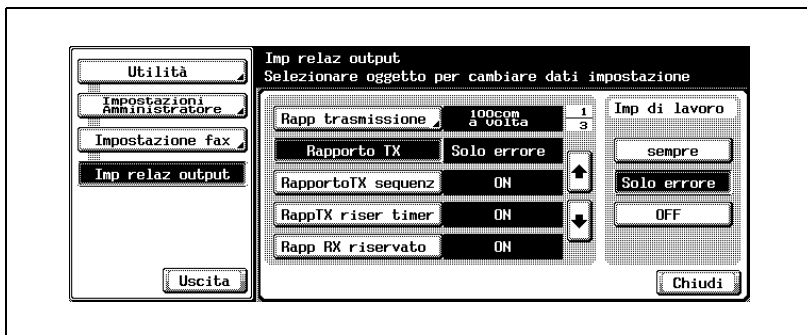 Utilità
Impostazioni
Amministratore
Impostazione fax
Imp relaz output
Uscita
Imp relaz output
Selezionare oggetto per cambiare dati impostazione
Rapp trasmissione 100com
a volta
1
3
Rapporto TX Solo errore
RapportoTX sequenz ON
RappTX riser timer ON
Rapp RX riservato ON
Imp di lavoro
sempre
Solo errore
OFF
Chiudi